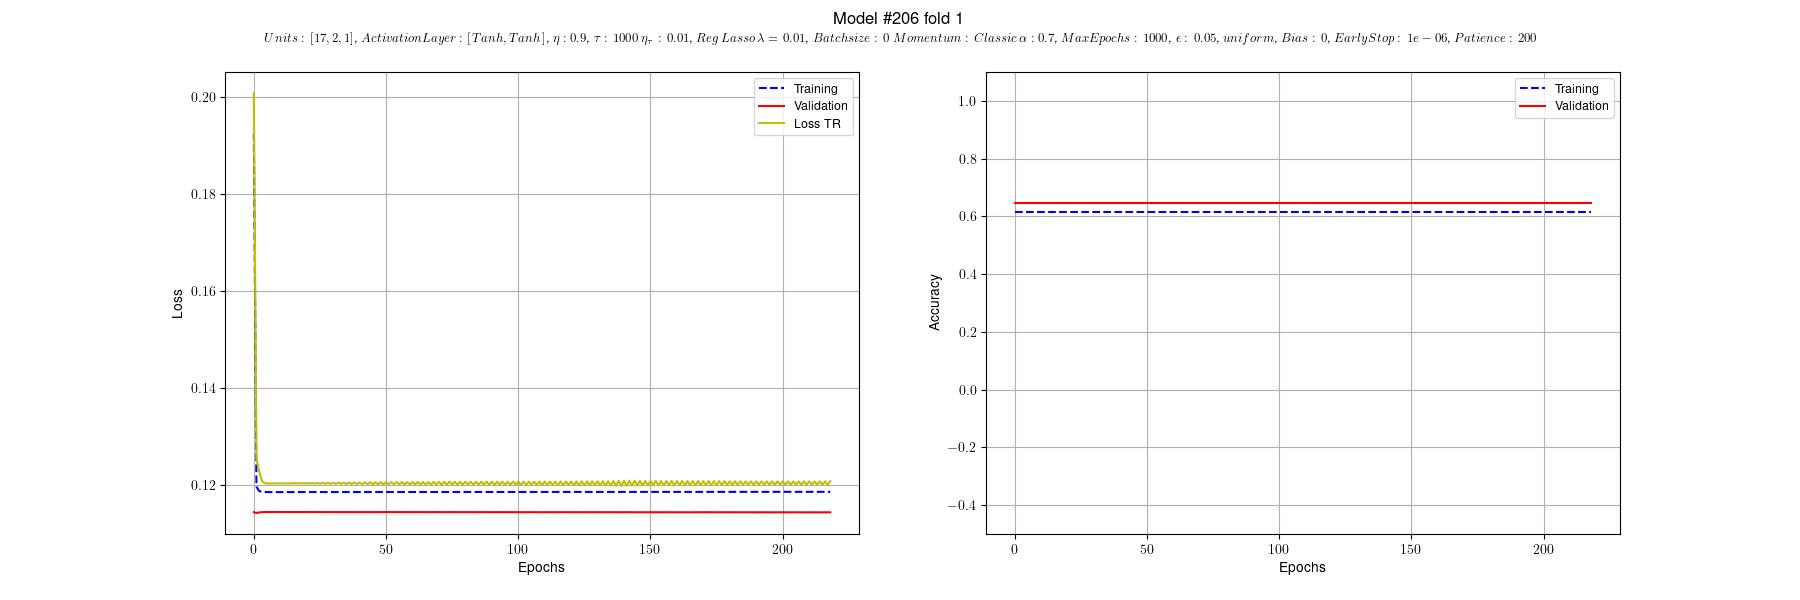 Model #206 fold 1
Units : [17, 2, 1], ActivationLayer : [Tanh, Tanh], η : 0.9, τ : 1000 ητ : 0.01, Reg Lasso λ = 0.01, Batchsize : 0 Momentum : Classic α : 0.7, MaxEpochs : 1000, ϵ : 0.05, uniform, Bias : 0, EarlyStop : 1e − 06, Patience : 200
Training
Validation
Loss TR
0.20
0.18
0.16
0.14
0.12
Loss
0 50 100 150 200
Epochs
Training
Validation
1.0
0.8
0.6
0.4
0.2
0.0
−0.2
−0.4
Accuracy
0 50 100 150 200
Epochs